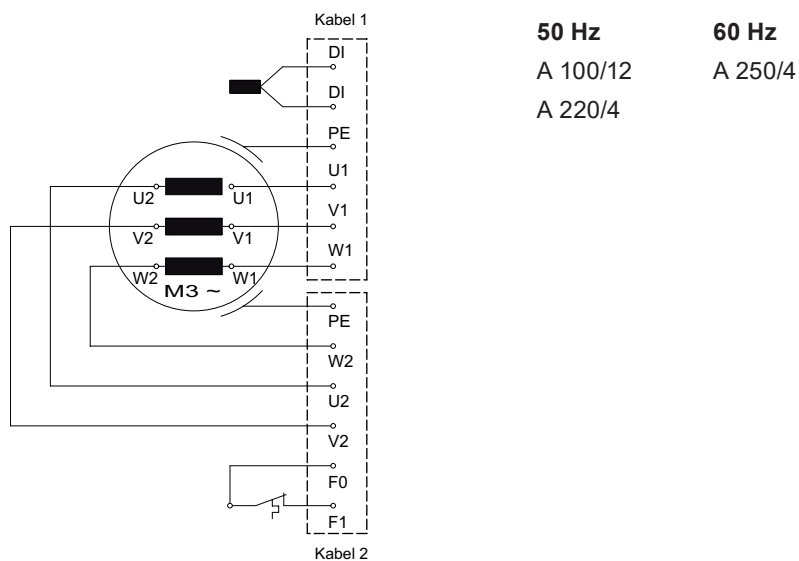 Kabel 1
DI
DI
PE
U1
V1
W1
U2 U1
V2 V1
W2 W1
M3 ~
PE
W2
U2
V2
F0
F1
Kabel 2
50 Hz 60 Hz
A 100/12 A 250/4
A 220/4